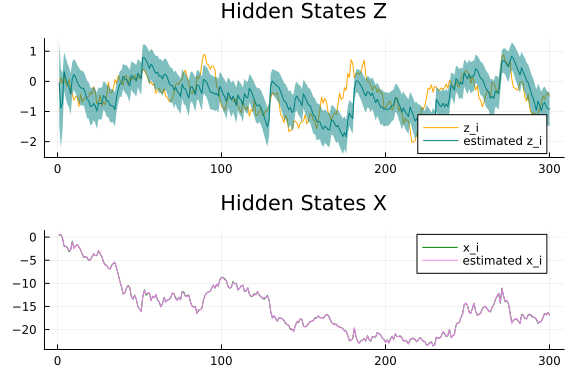 Hidden States Z
1
0
−1
−2
z_i
estimated z_i
0
100
200
300
Hidden States X
0
−5
−10
−15
−20
x_i
estimated x_i
0
100
200
300